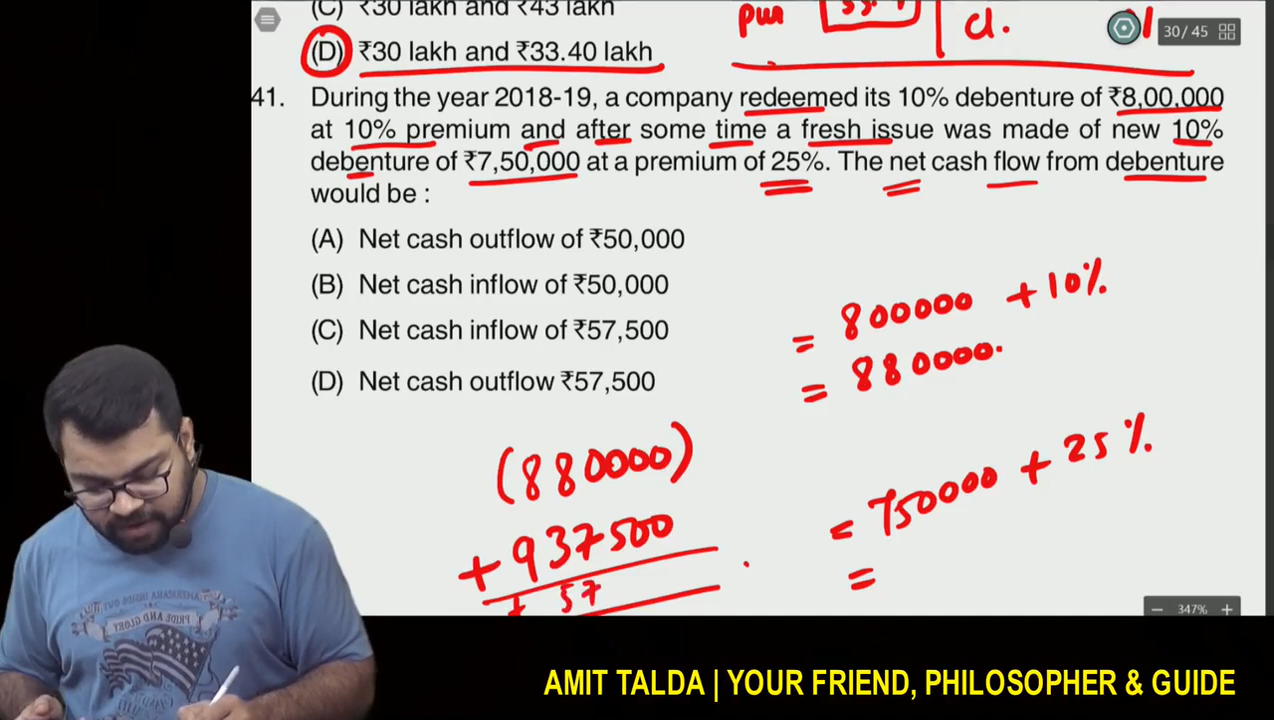 (C) ₹30 lakh and ₹43 lakh
(D) ₹30 lakh and ₹33.40 lakh
pur
cl.
30 / 45
41. During the year 2018-19, a company redeemed its 10% debenture of ₹8,00,000
at 10% premium and after some time a fresh issue was made of new 10%
debenture of ₹7,50,000 at a premium of 25%. The net cash flow from debenture
would be :
(A) Net cash outflow of ₹50,000
(B) Net cash inflow of ₹50,000
(C) Net cash inflow of ₹57,500
(D) Net cash outflow ₹57,500
= 800000 + 10%
= 880000.
(880000)
+ 937500
+ 57
= 750000 + 25%
=
347%
AMIT TALDA | YOUR FRIEND, PHILOSOPHER & GUIDE